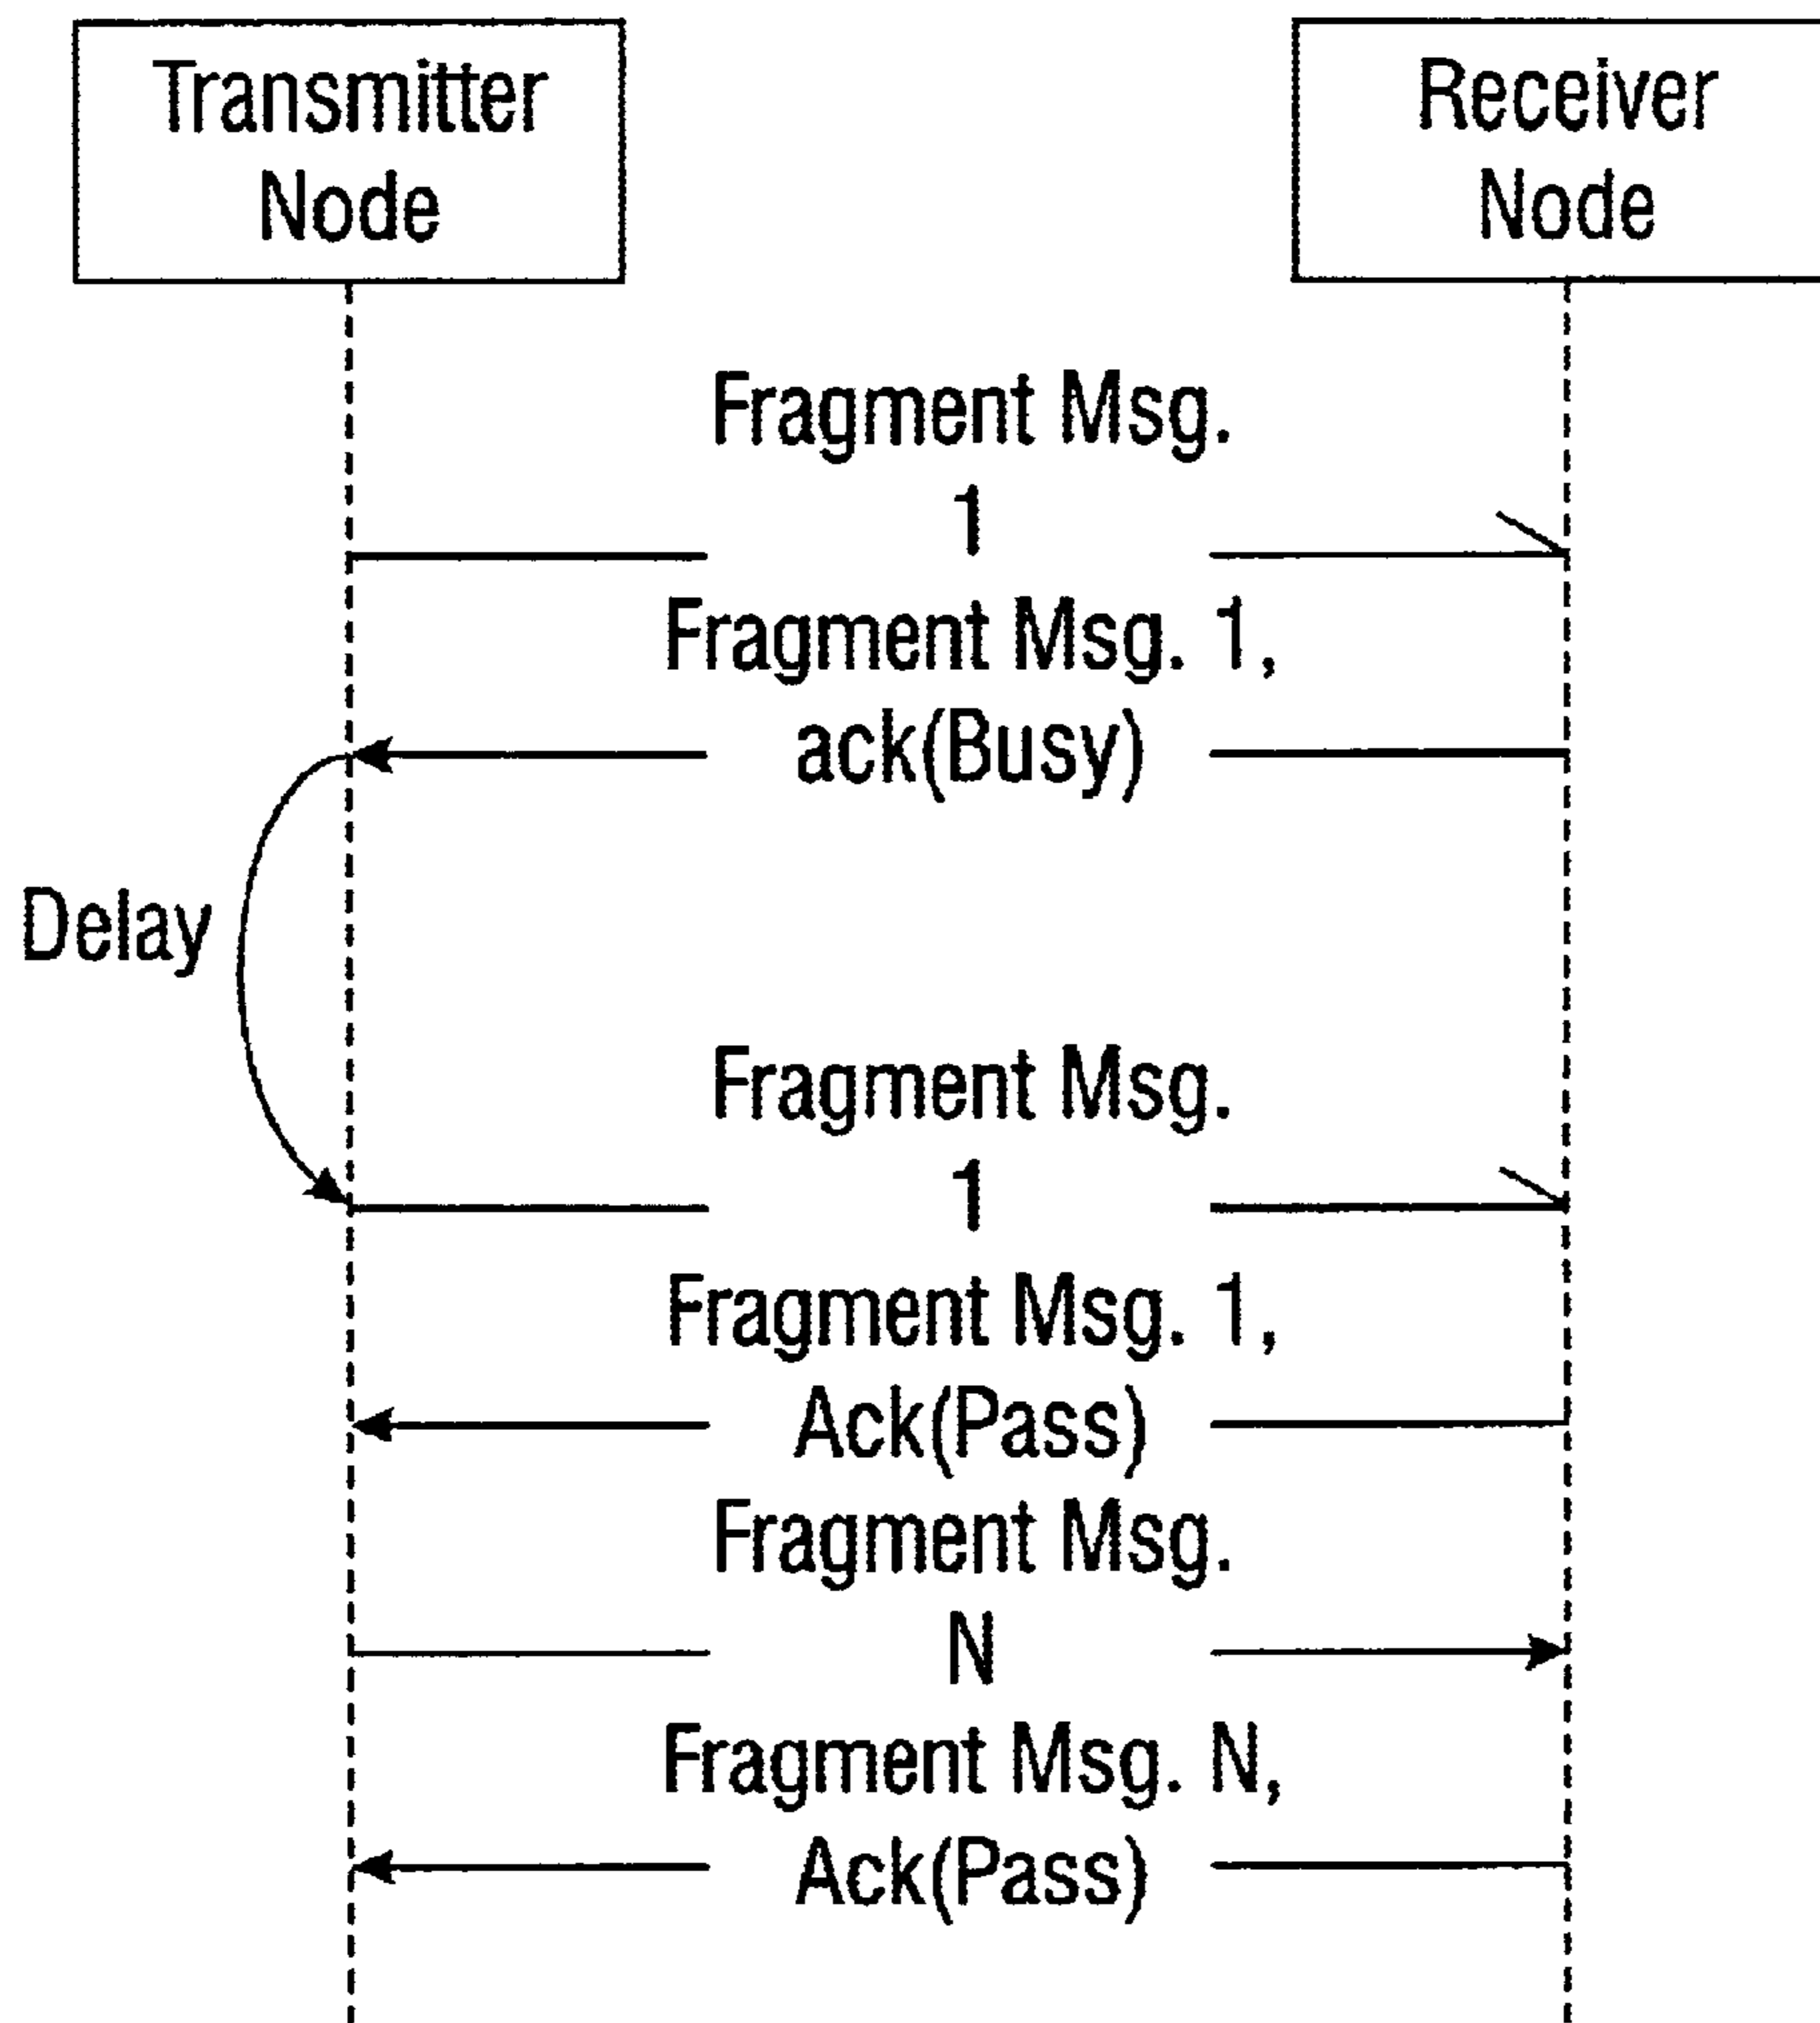 Transmitter
Node
Receiver
Node
Fragment Msg.
1
Fragment Msg. 1,
ack(Busy)
Delay
Fragment Msg.
1
Fragment Msg. 1,
Ack(Pass)
Fragment Msg.
N
Fragment Msg. N,
Ack(Pass)